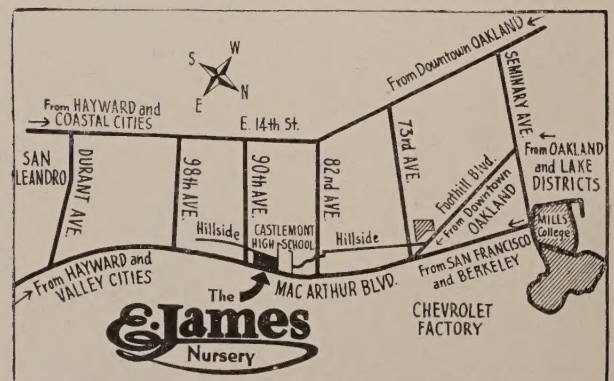 From Downtown OAKLAND
W
S
N
E
From HAYWARD and
COASTAL CITIES
E. 14th St.
SEMINARY AVE.
From OAKLAND
and LAKE
DISTRICTS
SAN
LEANDRO
DURANT AVE.
98th AVE.
90th AVE.
82nd AVE.
73rd AVE.
Foothill Blvd.
From Downtown
OAKLAND
MILLS
College
Hillside
CASTLEMONT
HIGH SCHOOL
Hillside
From HAYWARD and
VALLEY CITIES
MAC ARTHUR BLVD.
From SAN FRANCISCO
and BERKELEY
CHEVROLET
FACTORY
The
E. James
Nursery